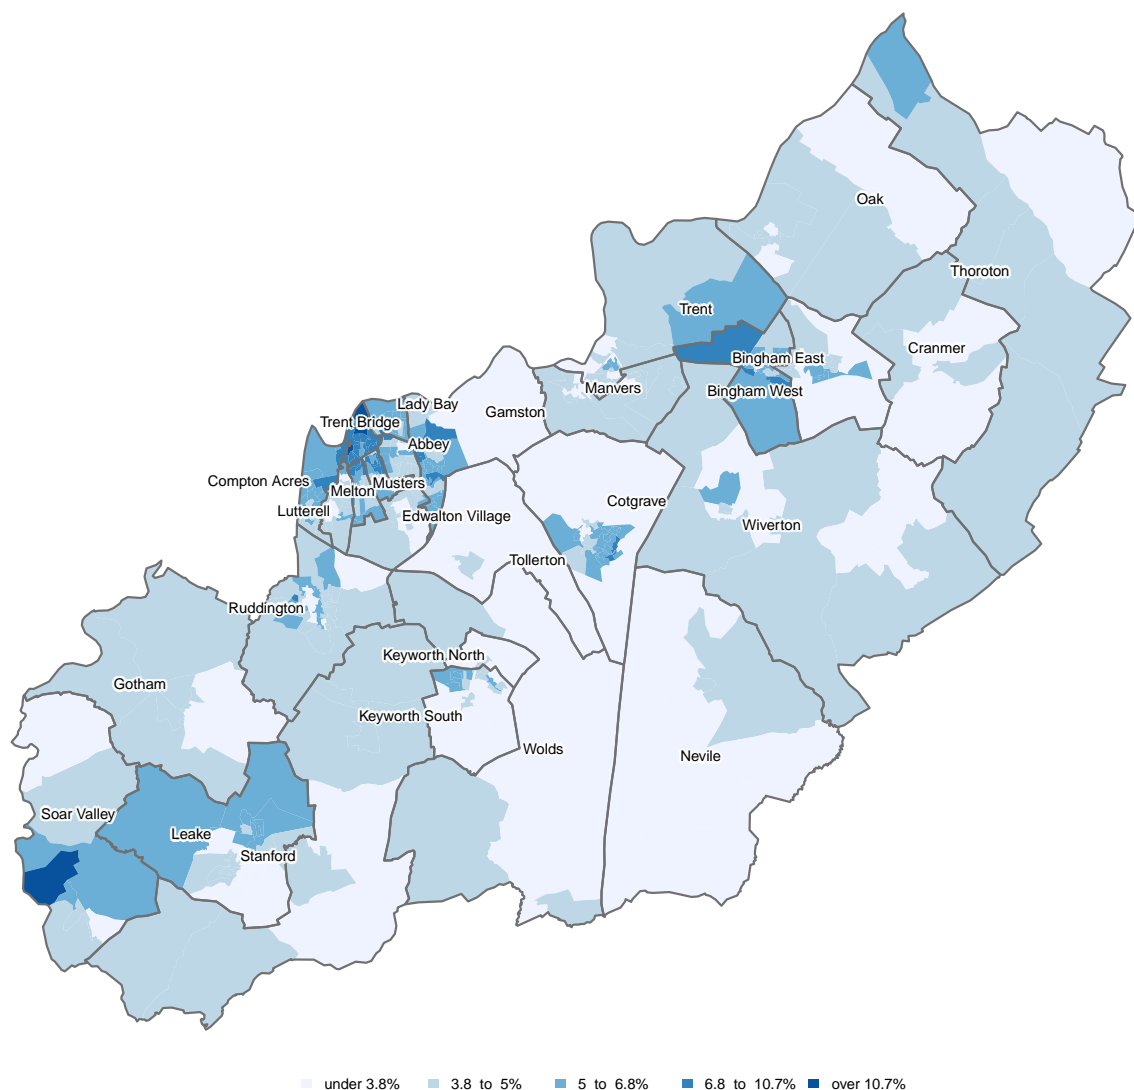 Oak
Thoroton
Trent
Cranmer
Bingham East
Manvers
Bingham West
Lady Bay
Gamston
Trent Bridge
Abbey
Compton Acres
Musters
Melton
Cotgrave
Lutterell
Edwalton Village
Wiverton
Tollerton
Ruddington
Keyworth North
Gotham
Keyworth South
Wolds
Nevile
Soar Valley
Leake
Stanford
under 3.8% 3.8 to 5% 5 to 6.8% 6.8 to 10.7% over 10.7%